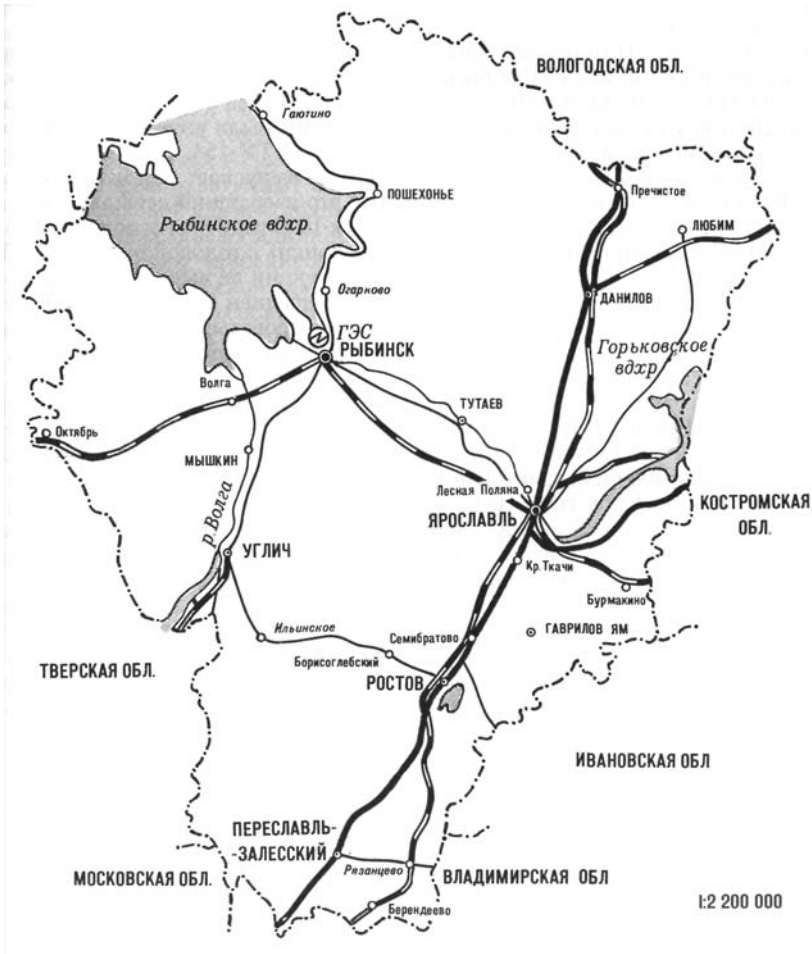 ВОЛОГОДСКАЯ ОБЛ.
Гаютино
ПОШЕХОНЬЕ
Пречистое
ЛЮБИМ
Рыбинское вдхр.
Огарково
ДАНИЛОВ
ГЭС
РЫБИНСК
Горьковское
вдхр.
Волга
ТУТАЕВ
Октябрь
МЫШКИН
Лесная Поляна
ЯРОСЛАВЛЬ
КОСТРОМСКАЯ
ОБЛ.
р. Волга
УГЛИЧ
Кр. Ткачи
Бурмакино
Ильинское
Семибратово
ГАВРИЛОВ ЯМ
Борисоглебский
ТВЕРСКАЯ ОБЛ.
РОСТОВ
ИВАНОВСКАЯ ОБЛ
ПЕРЕСЛАВЛЬ-
-ЗАЛЕССКИЙ
Рязанцево
МОСКОВСКАЯ ОБЛ.
ВЛАДИМИРСКАЯ ОБЛ
Берендеево
1:2 200 000